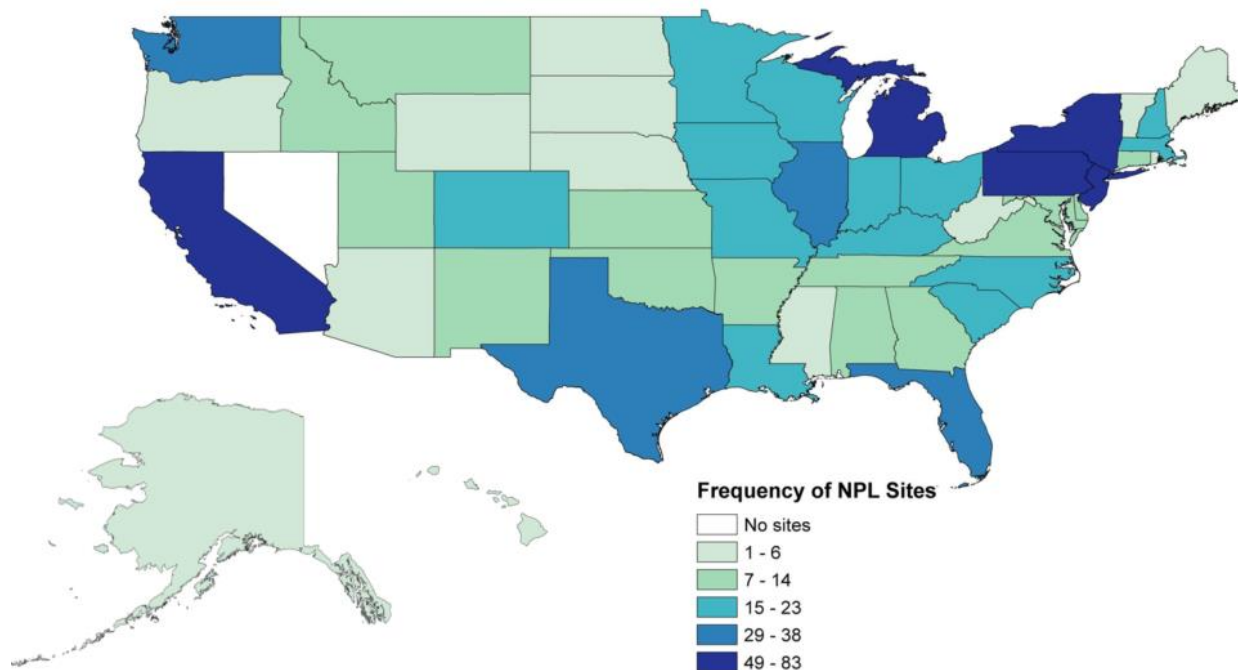 Frequency of NPL Sites
No sites
1 - 6
7 - 14
15 - 23
29 - 38
49 - 83